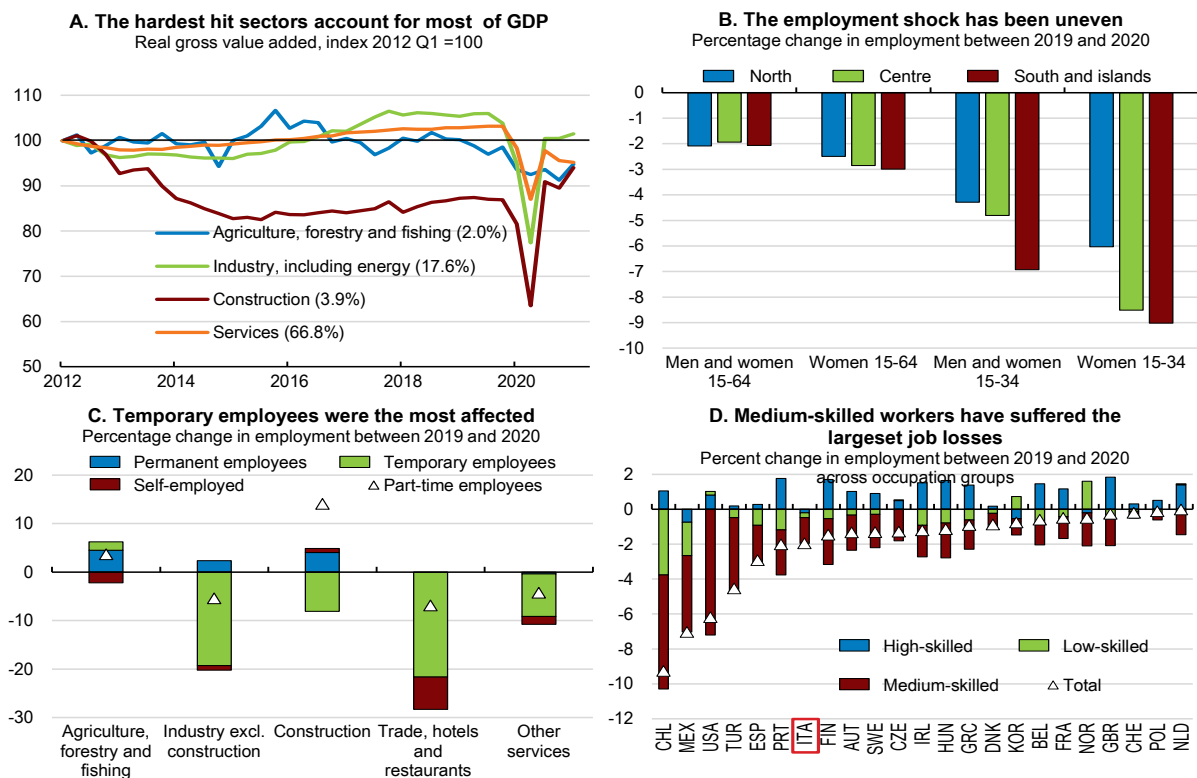 A. The hardest hit sectors account for most of GDP
Real gross value added, index 2012 Q1 =100
110
100
90
80
70
60
50
Agriculture, forestry and fishing (2.0%)
Industry, including energy (17.6%)
Construction (3.9%)
Services (66.8%)
2012 2014 2016 2018 2020
B. The employment shock has been uneven
Percentage change in employment between 2019 and 2020
North Centre South and islands
0
-1
-2
-3
-4
-5
-6
-7
-8
-9
-10
Men and women 15-64
Women 15-64
Men and women 15-34
Women 15-34
C. Temporary employees were the most affected
Percentage change in employment between 2019 and 2020
Permanent employees Temporary employees
Self-employed Part-time employees
20
10
0
-10
-20
-30
Agriculture, forestry and fishing
Industry excl. construction
Construction
Trade, hotels and restaurants
Other services
D. Medium-skilled workers have suffered the
largeset job losses
Percent change in employment between 2019 and 2020
across occupation groups
2
0
-2
-4
-6
-8
-10
-12
High-skilled Low-skilled
Medium-skilled Total
CHL MEX USA TUR ESP PRT ITA FIN AUT SWE CZE IRL HUN GRC DNK KOR BEL FRA NOR GBR CHE POL NLD